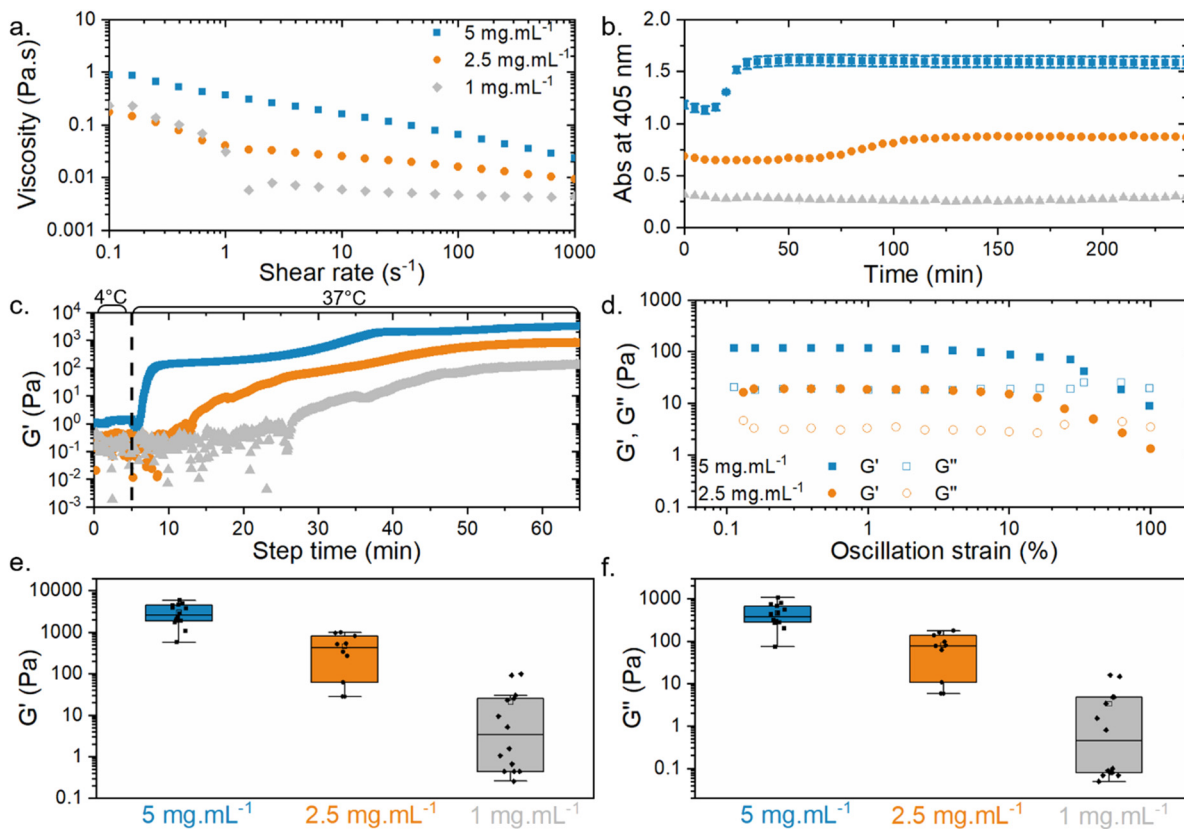 a.
Viscosity (Pa.s)
10
1
0.1
0.01
0.001
5 mg.mL⁻¹
2.5 mg.mL⁻¹
1 mg.mL⁻¹
0.1 1 10 100 1000
Shear rate (s⁻¹)
b.
Abs at 405 nm
2.0
1.5
1.0
0.5
0.0
0 50 100 150 200
Time (min)
c.
4°C 37°C
G' (Pa)
10⁴
10³
10²
10¹
10⁰
10⁻¹
10⁻²
10⁻³
0 10 20 30 40 50 60
Step time (min)
d.
G', G" (Pa)
1000
100
10
1
0.1
5 mg.mL⁻¹ G' G"
2.5 mg.mL⁻¹ G' G"
0.1 1 10 100
Oscillation strain (%)
e.
G' (Pa)
10000
1000
100
10
1
0.1
5 mg.mL⁻¹ 2.5 mg.mL⁻¹ 1 mg.mL⁻¹
f.
G" (Pa)
1000
100
10
1
0.1
5 mg.mL⁻¹ 2.5 mg.mL⁻¹ 1 mg.mL⁻¹